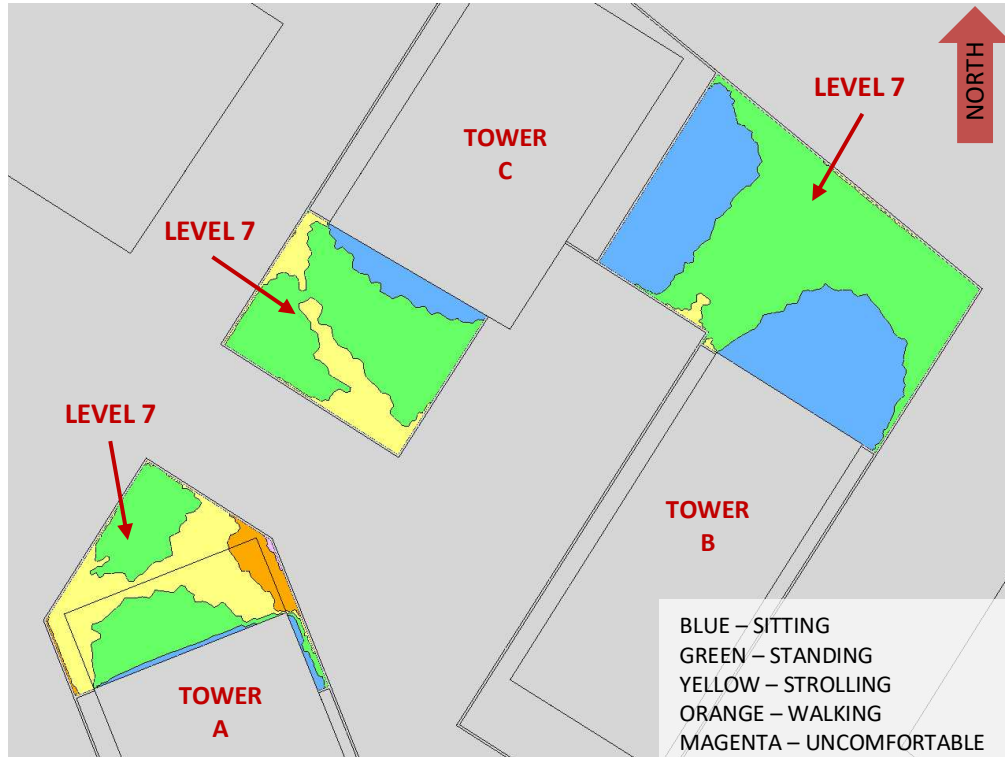 NORTH
LEVEL 7
TOWER
C
LEVEL 7
LEVEL 7
TOWER
B
TOWER
A
BLUE – SITTING
GREEN – STANDING
YELLOW – STROLLING
ORANGE – WALKING
MAGENTA – UNCOMFORTABLE